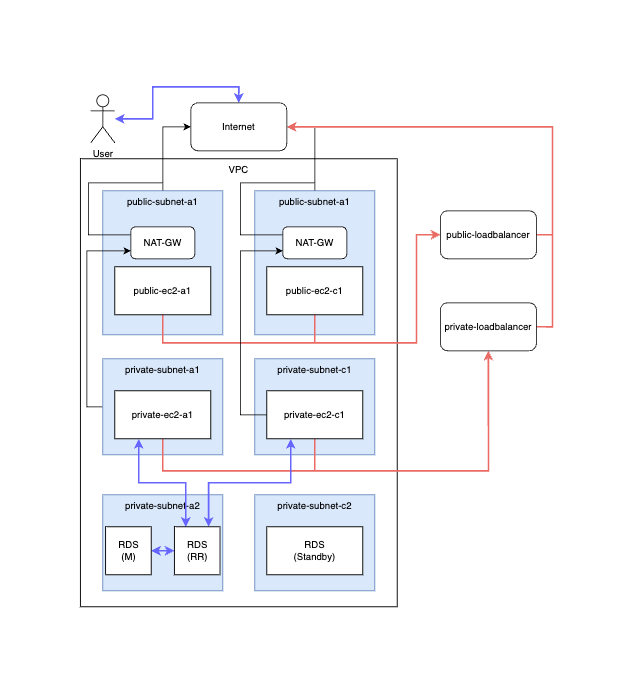 Internet
User
VPC
public-subnet-a1
public-subnet-a1
NAT-GW
NAT-GW
public-loadbalancer
public-ec2-a1
public-ec2-c1
private-loadbalancer
private-subnet-a1
private-subnet-c1
private-ec2-a1
private-ec2-c1
private-subnet-a2
private-subnet-c2
RDS
(M)
RDS
(RR)
RDS
(Standby)